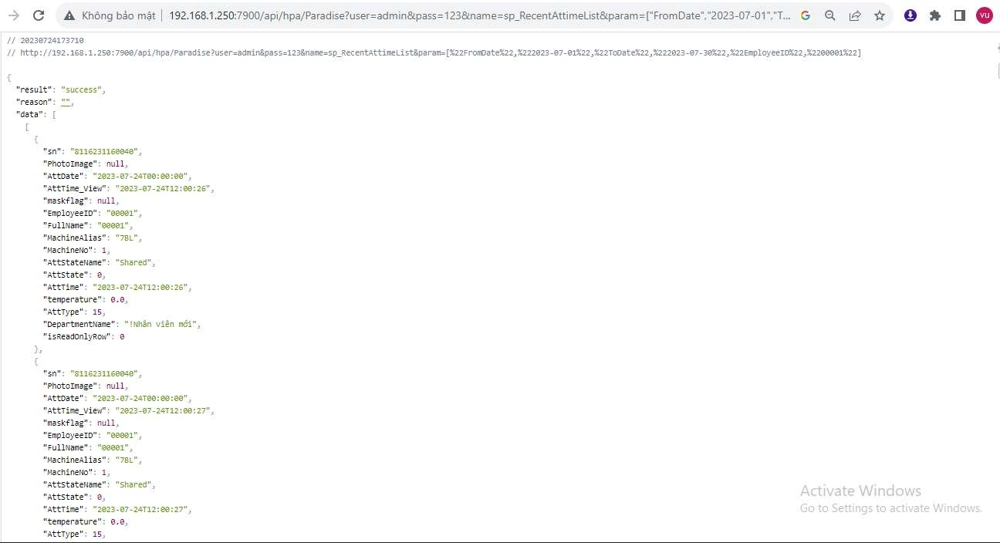 Không bảo mật 192.168.1.250:7900/api/hpa/Paradise?user=admin&pass=123&name=sp_RecentAttimeList&param=["FromDate","2023-07-01","T... G VU
// 20230724173710
// http://192.168.1.250:7900/api/hpa/Paradise?user=admin&pass=123&name=sp_RecentAttimeList&param=[%22FromDate%22,%222023-07-01%22,%22ToDate%22,%222023-07-30%22,%22EmployeeID%22,%2200001%22]
{
"result": "success",
"reason": "",
"data": [
[
{
"sn": "8116231160040",
"PhotoImage": null,
"AttDate": "2023-07-24T00:00:00",
"AttTime_View": "2023-07-24T12:00:26",
"maskflag": null,
"EmployeeID": "00001",
"FullName": "00001",
"MachineAlias": "7BL",
"MachineNo": 1,
"AttStateName": "Shared",
"AttState": 0,
"AttTime": "2023-07-24T12:00:26",
"temperature": 0.0,
"AttType": 15,
"DepartmentName": "!Nhân viên mới",
"isReadOnlyRow": 0
},
{
"sn": "8116231160040",
"PhotoImage": null,
"AttDate": "2023-07-24T00:00:00",
"AttTime_View": "2023-07-24T12:00:27",
"maskflag": null,
"EmployeeID": "00001",
"FullName": "00001",
"MachineAlias": "7BL",
"MachineNo": 1,
"AttStateName": "Shared",
"AttState": 0,
"AttTime": "2023-07-24T12:00:27",
"temperature": 0.0,
"AttType": 15,
Activate Windows
Go to Settings to activate Windows.